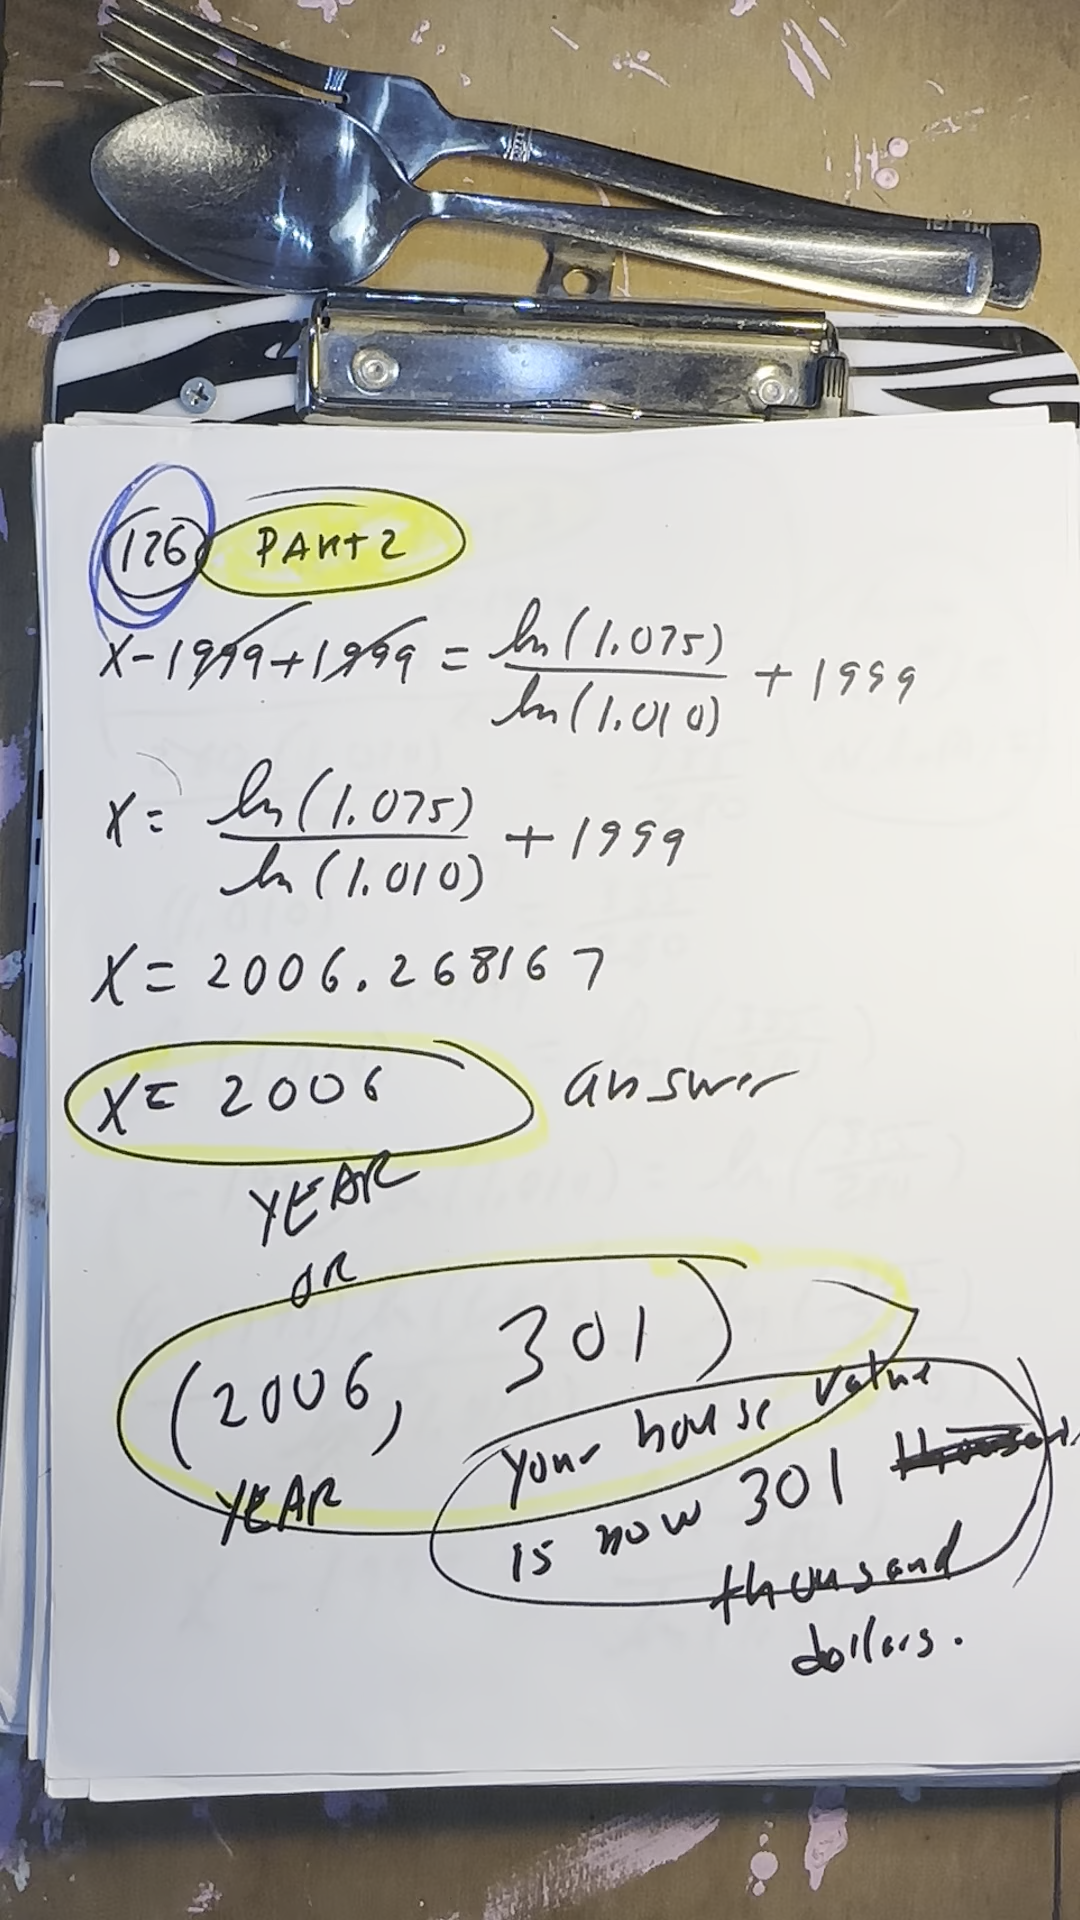 126 PART 2
X-1999+1999 = ln(1.075)/ln(1.010) + 1999
X= ln(1.075)/ln(1.010) + 1999
X= 2006.268167
X= 2006 answer
YEAR
OR
(2006, 301)
YEAR
your house value
is now 301
thousand
dollars.